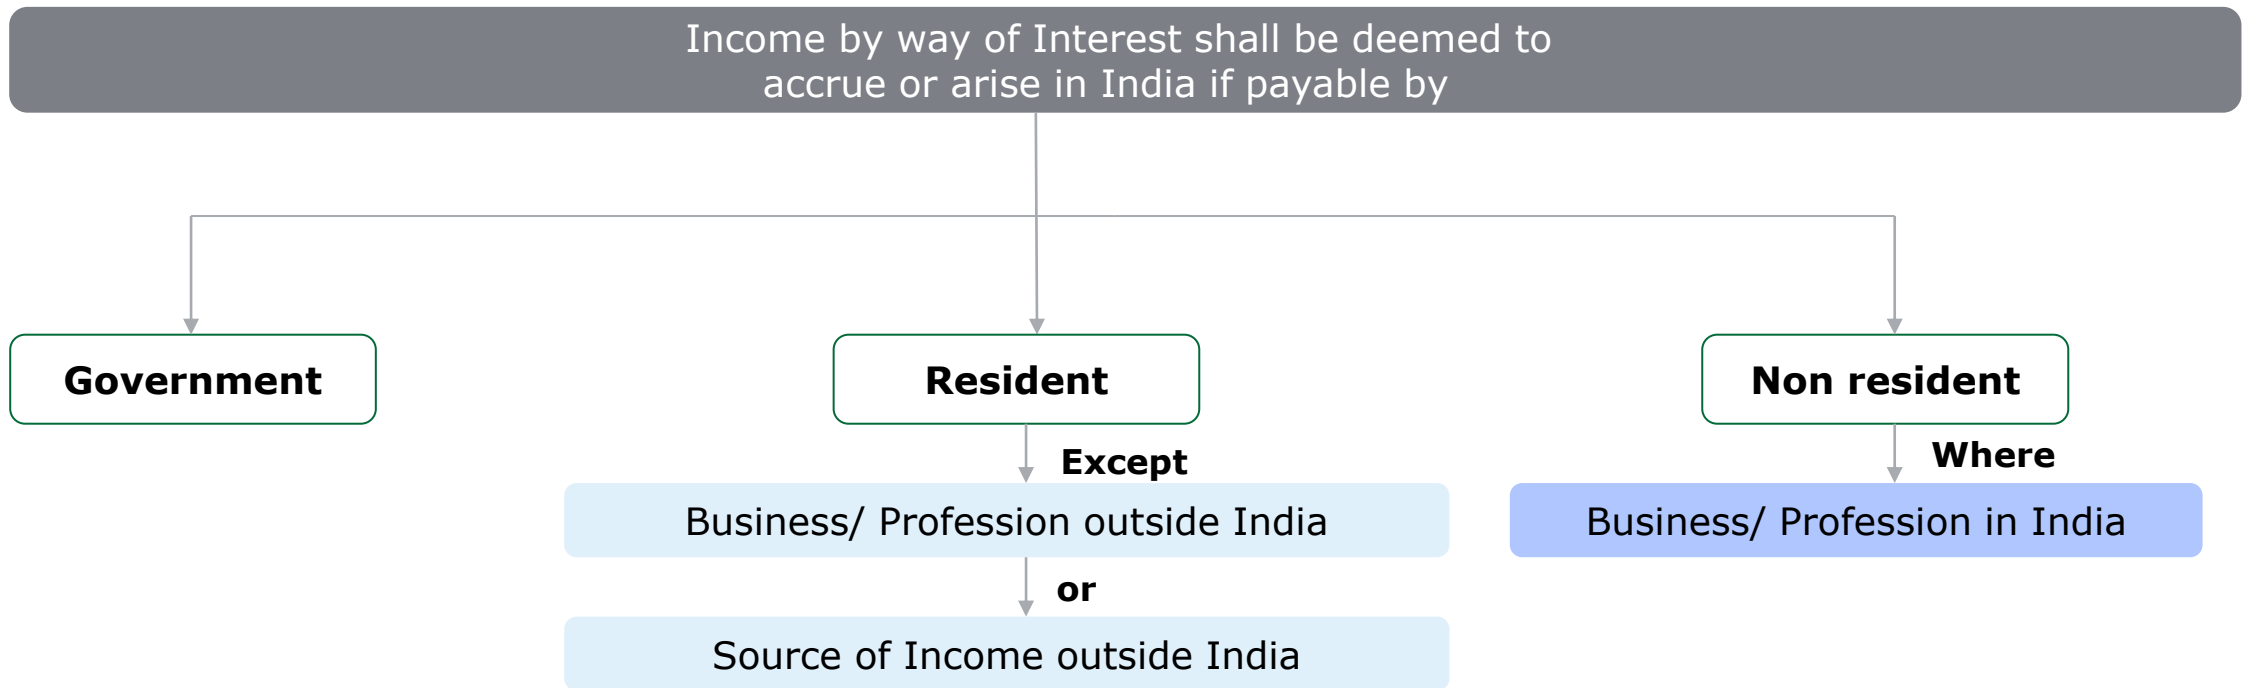 Income by way of Interest shall be deemed to
accrue or arise in India if payable by
Government
Resident
Non resident
Except
Where
Business/ Profession outside India
Business/ Profession in India
or
Source of Income outside India